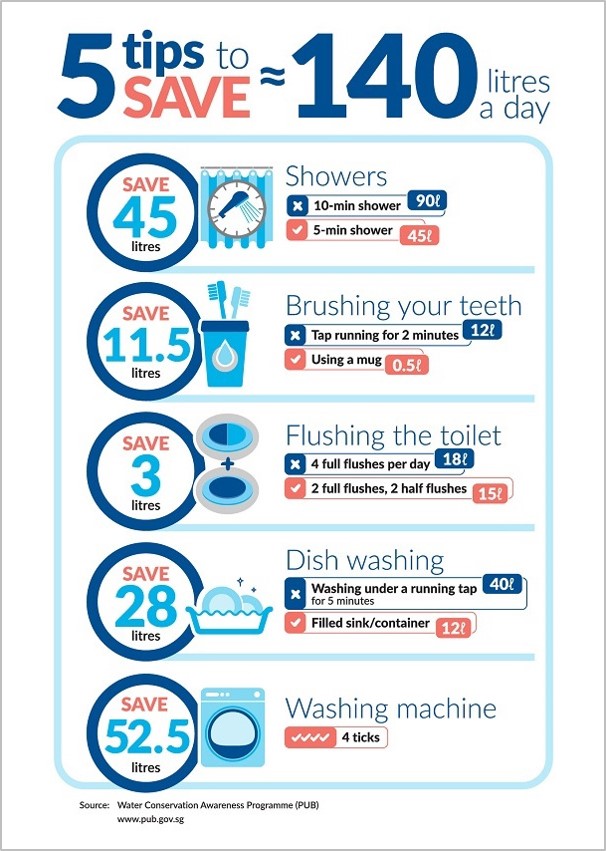 5 tips to SAVE ≈ 140 litres a day
SAVE
45
litres
Showers
10-min shower 90ℓ
5-min shower 45ℓ
SAVE
11.5
litres
Brushing your teeth
Tap running for 2 minutes 12ℓ
Using a mug 0.5ℓ
SAVE
3
litres
Flushing the toilet
4 full flushes per day 18ℓ
2 full flushes, 2 half flushes 15ℓ
SAVE
28
litres
Dish washing
Washing under a running tap 40ℓ
for 5 minutes
Filled sink/container 12ℓ
SAVE
52.5
litres
Washing machine
4 ticks
Source: Water Conservation Awareness Programme (PUB)
www.pub.gov.sg